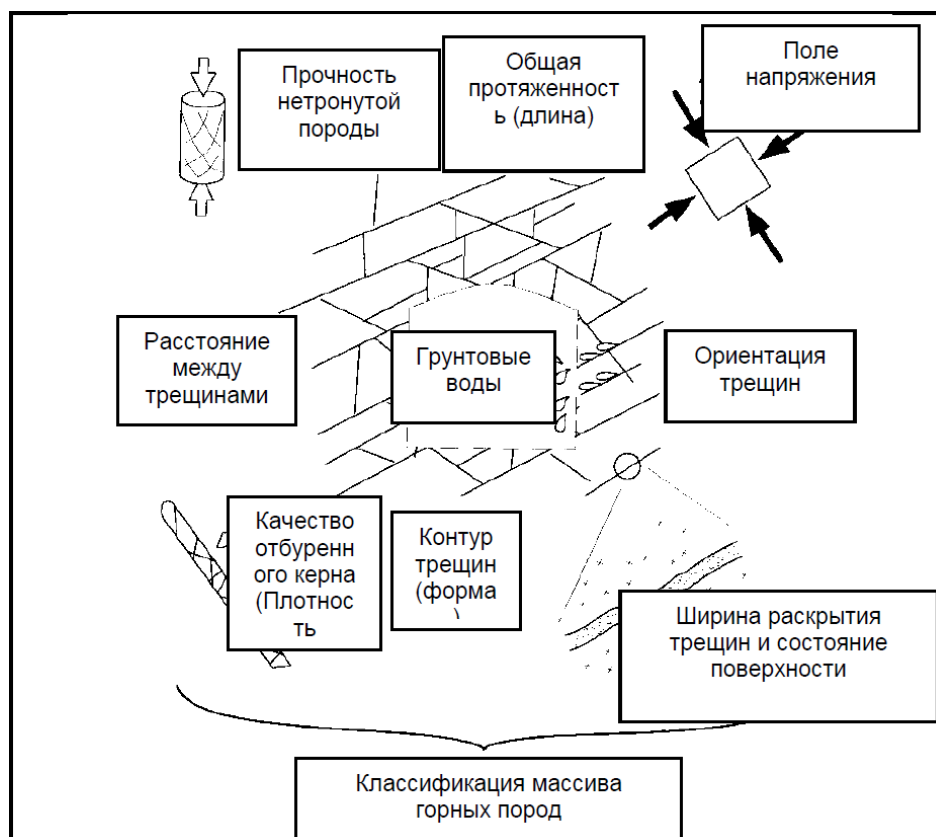 Прочность
нетронутой
породы
Общая
протяженност
ь (длина)
Поле
напряжения
Расстояние
между
трещинами
Грунтовые
воды
Ориентация
трещин
Качество
отбуренн
ого керна
(Плотнос
ть
Контур
трещин
(форма
)
Ширина раскрытия
трещин и состояние
поверхности
Классификация массива
горных пород